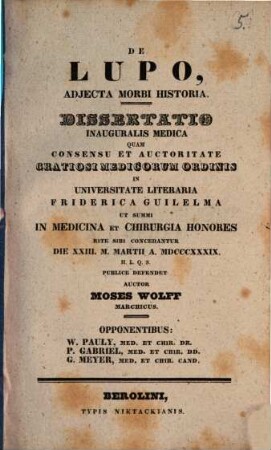 5.
DE
LUPO,
ADJECTA MORBI HISTORIA.
DISSERTATIO
INAUGURALIS MEDICA
QUAM
CONSENSU ET AUCTORITATE
GRATIOSI MEDICORUM ORDINIS
IN
UNIVERSITATE LITERARIA
FRIDERICA GUILELMA
UT SUMMI
IN MEDICINA ET CHIRURGIA HONORES
RITE SIBI CONCEDANTUR
DIE XXIII. M. MARTII A. MDCCCXXXIX.
H. L. Q. S.
PUBLICE DEFENDET
AUCTOR
MOSES WOLFF
MARCHICUS.
OPPONENTIBUS:
W. PAULY, MED. ET CHIR. DR.
P. GABRIEL, MED. ET CHIR. DD.
G. MEYER, MED. ET CHIR. CAND.
BEROLINI,
TYPIS NIETACKIANIS.